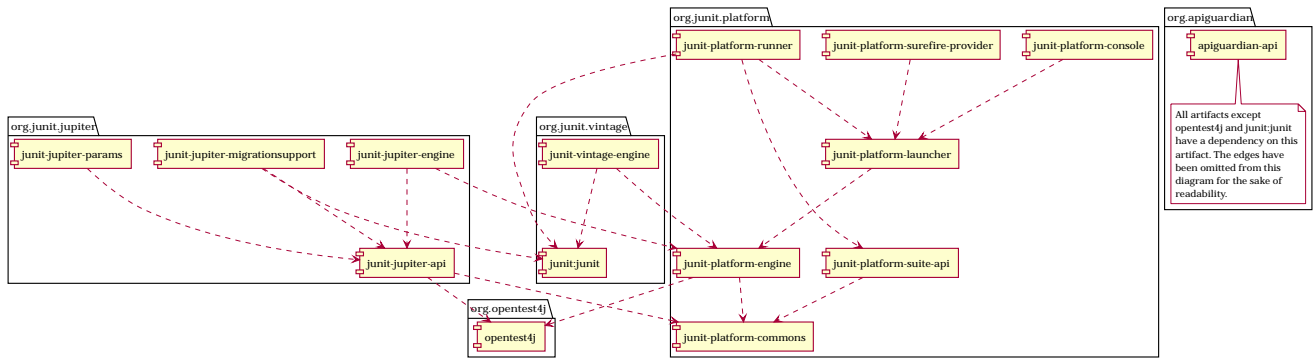 org.junit.platform
org.apiguardian
junit-platform-runner
junit-platform-surefire-provider
junit-platform-console
apiguardian-api
All artifacts except
opentest4j and junit:junit
have a dependency on this
artifact. The edges have
been omitted from this
diagram for the sake of
readability.
org.junit.jupiter
org.junit.vintage
junit-jupiter-params
junit-jupiter-migrationsupport
junit-jupiter-engine
junit-vintage-engine
junit-platform-launcher
junit-jupiter-api
junit:junit
junit-platform-engine
junit-platform-suite-api
org.opentest4j
opentest4j
junit-platform-commons